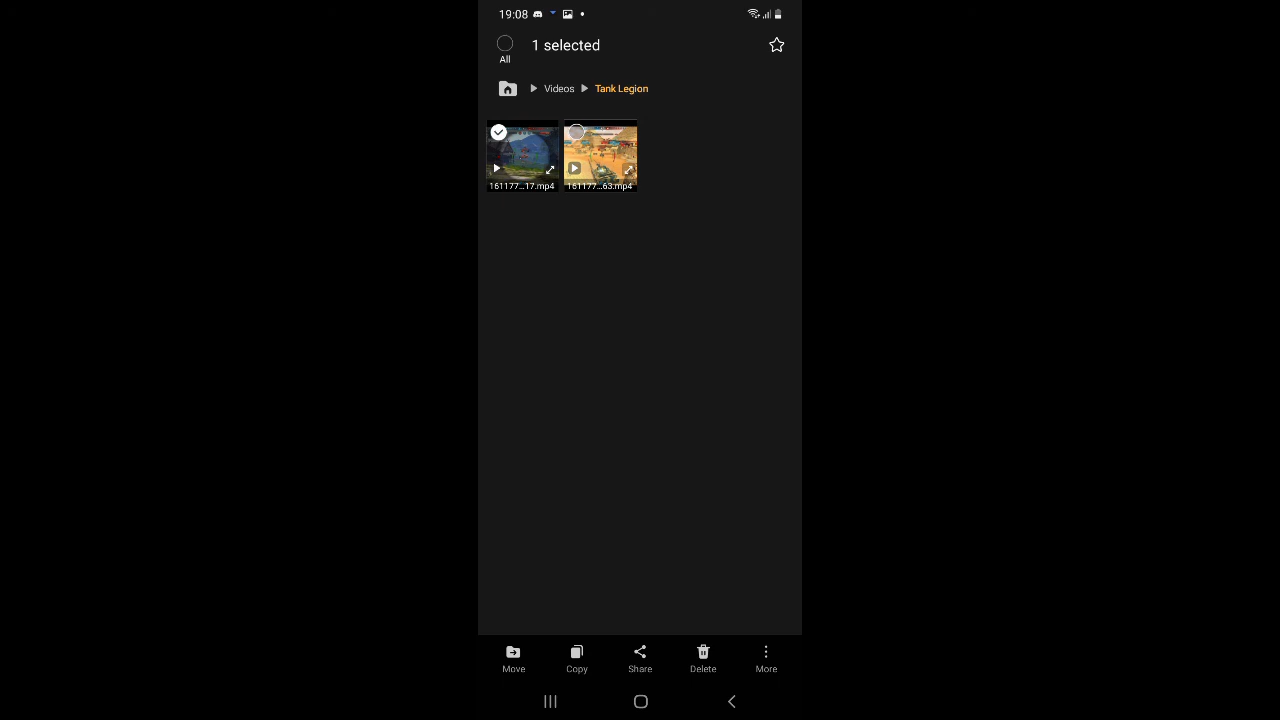 19:08
1 selected
All
Videos Tank Legion
161177...17.mp4 161177...63.mp4
Move Copy Share Delete More